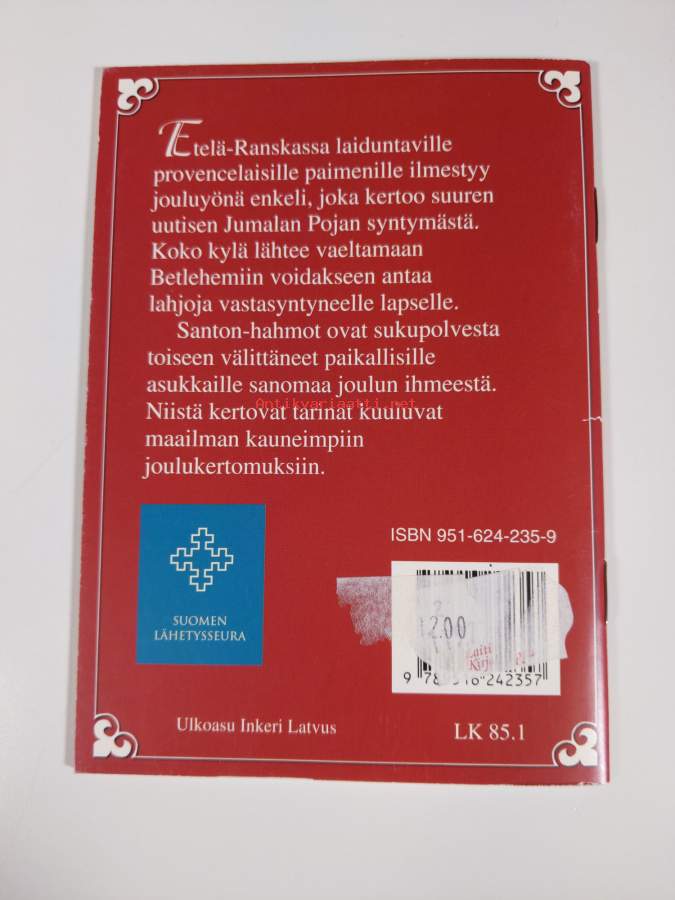 Etelä-Ranskassa laiduntaville
provencelaisille paimenille ilmestyy
jouluyönä enkeli, joka kertoo suuren
uutisen Jumalan Pojan syntymästä.
Koko kylä lähtee vaeltamaan
Betlehemiin voidakseen antaa
lahjoja vastasyntyneelle lapselle.
Santon-hahmot ovat sukupolvesta
toiseen välittäneet paikallisille
asukkaille sanomaa joulun ihmeestä.
Antikvariaatti.net
Niistä kertovat tarinat kuuluvat
maailman kauneimpiin
joulukertomuksiin.
SUOMEN
LÄHETYSSEURA
ISBN 951-624-235-9
2.00
242357
Ulkoasu Inkeri Latvus
LK 85.1